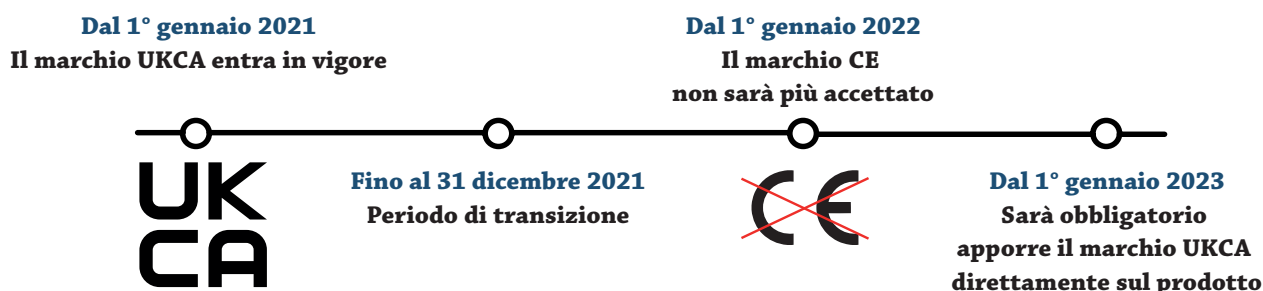 Dal 1° gennaio 2021
Il marchio UKCA entra in vigore
UK
CA
Fino al 31 dicembre 2021
Periodo di transizione
Dal 1° gennaio 2022
Il marchio CE
non sarà più accettato
CE
Dal 1° gennaio 2023
Sarà obbligatorio
apporre il marchio UKCA
direttamente sul prodotto